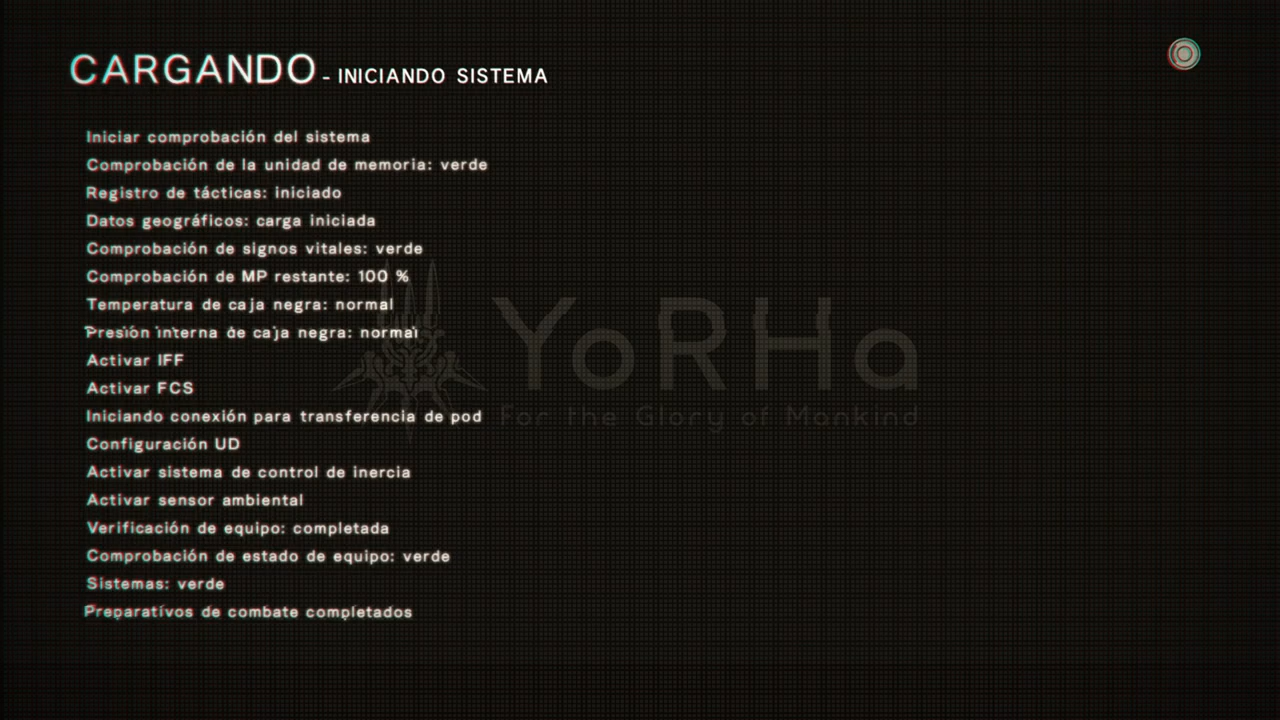 CARGANDO - INICIANDO SISTEMA
Iniciar comprobación del sistema
Comprobación de la unidad de memoria: verde
Registro de tácticas: iniciado
Datos geográficos: carga iniciada
Comprobación de signos vitales: verde
Comprobación de MP restante: 100 %
Temperatura de caja negra: normal
Presión interna de caja negra: normal
Activar IFF
Activar FCS
Iniciando conexión para transferencia de pod
Configuración UD
Activar sistema de control de inercia
Activar sensor ambiental
Verificación de equipo: completada
Comprobación de estado de equipo: verde
Sistemas: verde
Preparativos de combate completados
YoRHa
For the Glory of Mankind